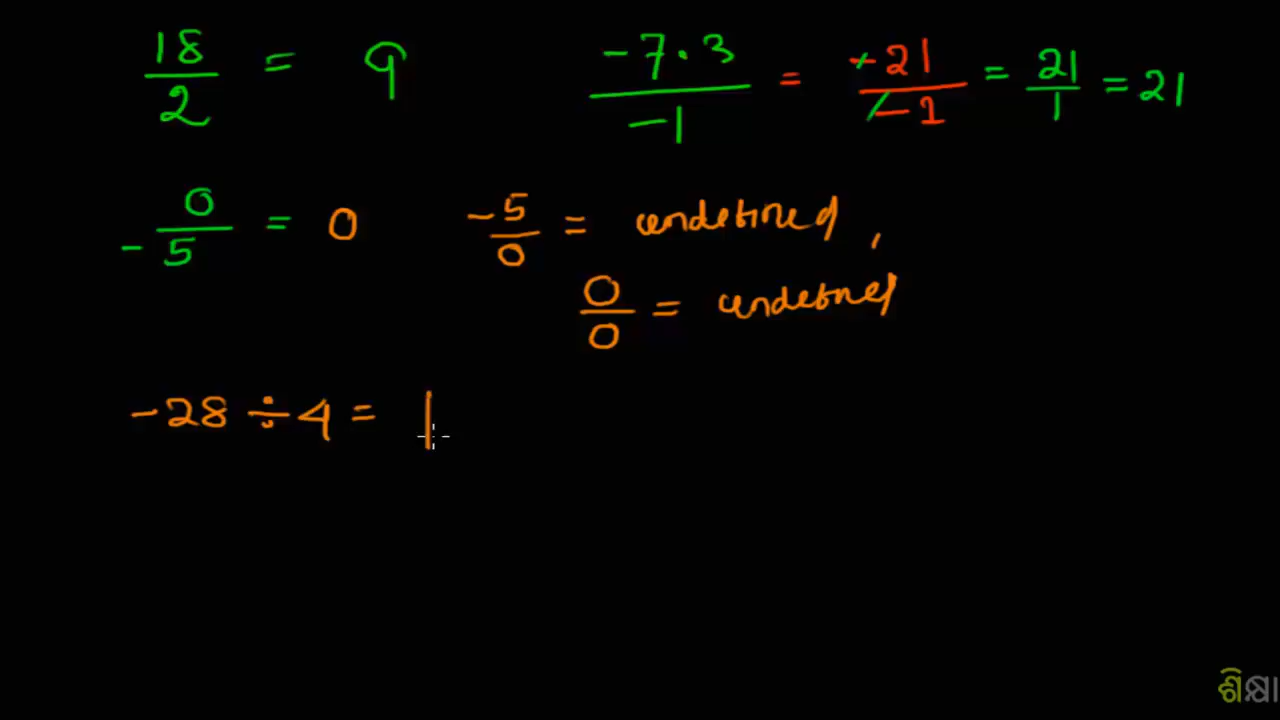 18/2 = 9
-7·3/-1 = -21/-1 = 21/1 = 21
0/-5 = 0
-5/0 = undefined,
0/0 = undefined
-28 ÷ 4 = |
ଶିକ୍ଷା